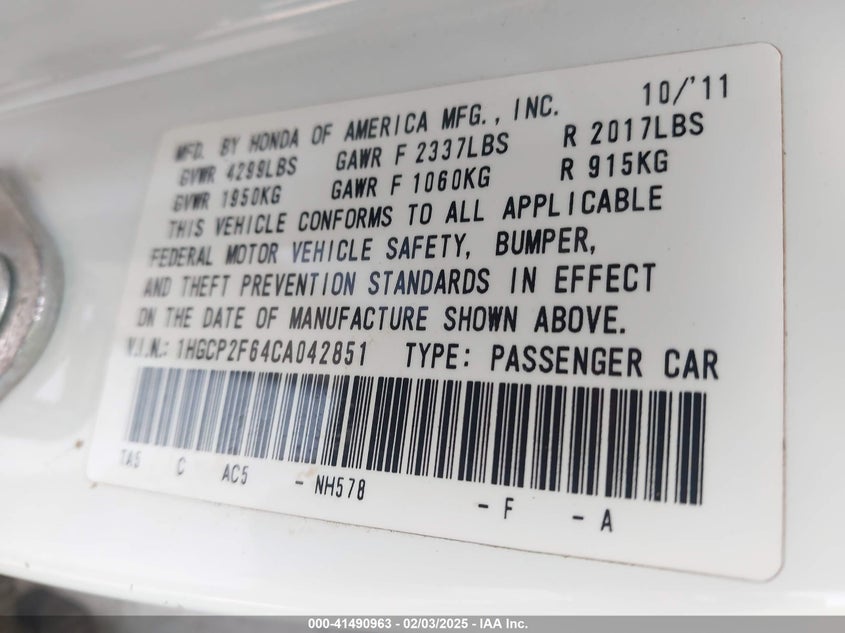 MFD. BY HONDA OF AMERICA MFG., INC. 10/'11
GVWR 4299LBS GAWR F 2337LBS R 2017LBS
GVWR 1950KG GAWR F 1060KG R 915KG
THIS VEHICLE CONFORMS TO ALL APPLICABLE
FEDERAL MOTOR VEHICLE SAFETY, BUMPER,
AND THEFT PREVENTION STANDARDS IN EFFECT
ON THE DATE OF MANUFACTURE SHOWN ABOVE.
V.I.N.: 1HGCP2F64CA042851 TYPE: PASSENGER CAR
TA5 C AC5 - NH578 - F - A
000-41490963 — 02/03/2025 — IAA Inc.